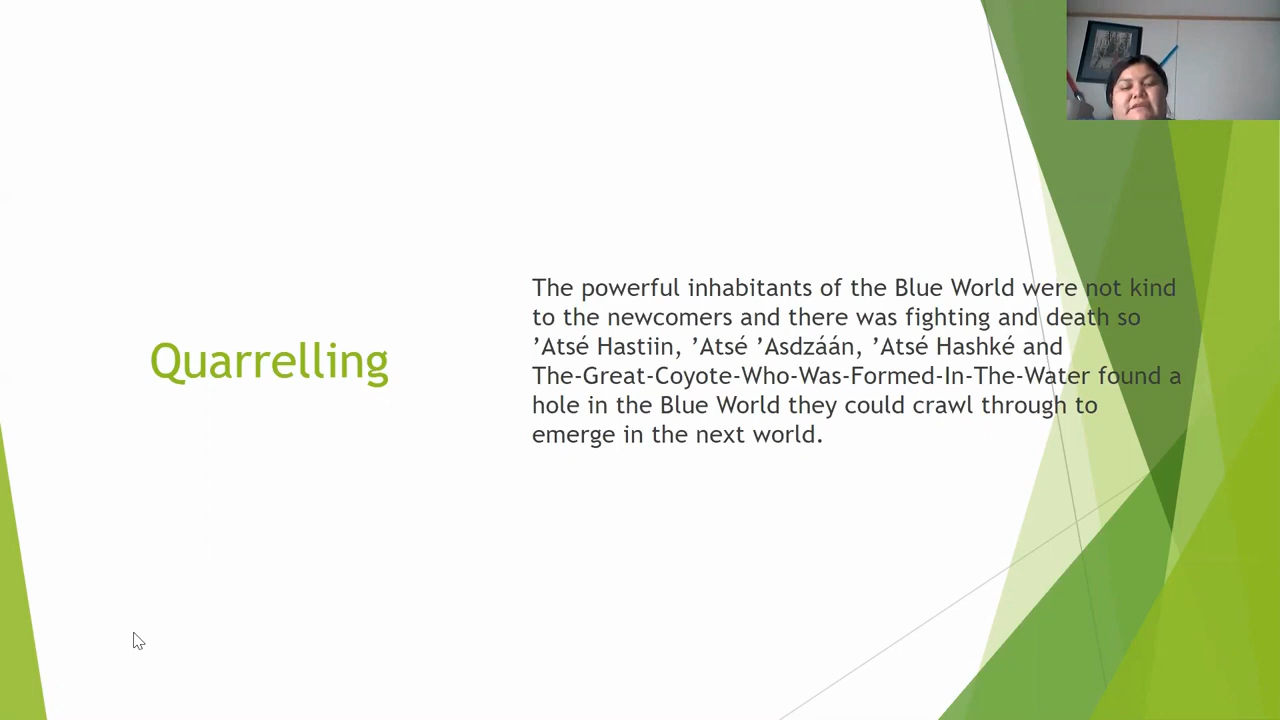 Quarrelling
The powerful inhabitants of the Blue World were not kind
to the newcomers and there was fighting and death so
’Atsé Hastiin, ’Atsé ’Asdzáán, ’Atsé Hashké and
The-Great-Coyote-Who-Was-Formed-In-The-Water found a
hole in the Blue World they could crawl through to
emerge in the next world.